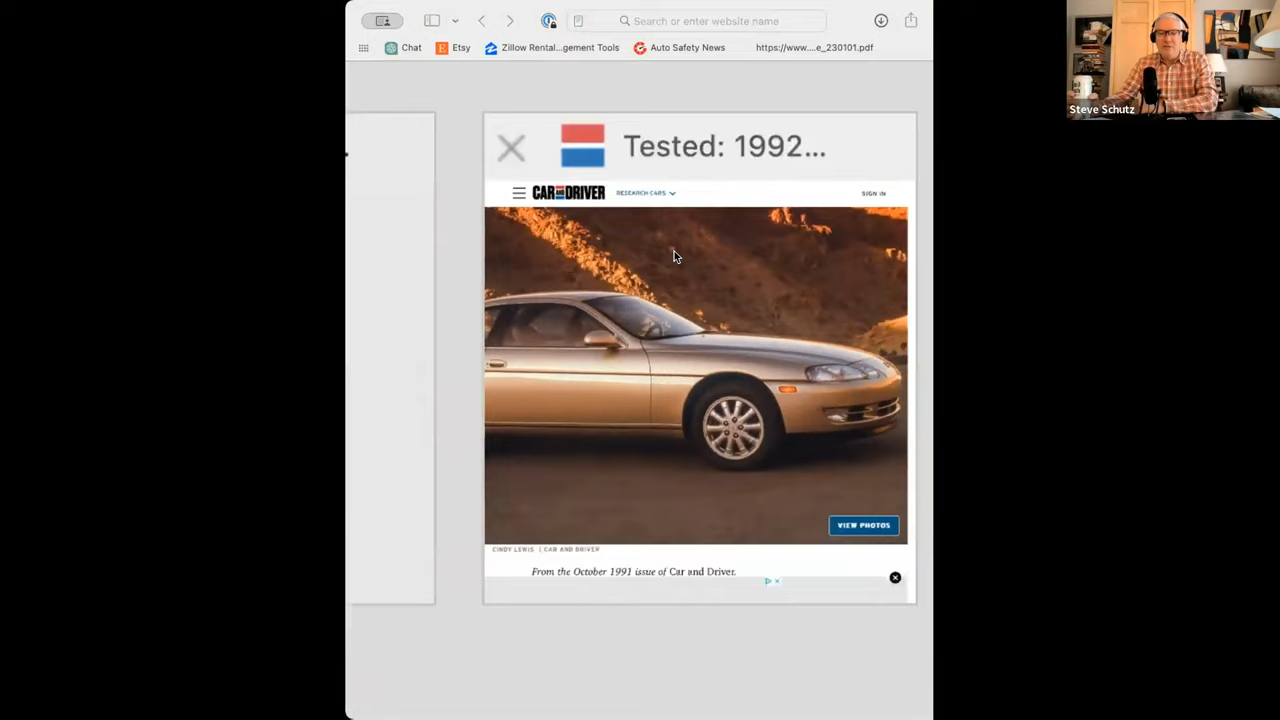 Search or enter website name
Chat
Etsy
Zillow Rental...gement Tools
Auto Safety News
https://www....e_230101.pdf
Steve Schutz
Tested: 1992...
CAR AND DRIVER
RESEARCH CARS
SIGN IN
VIEW PHOTOS
CINDY LEWIS | CAR AND DRIVER
From the October 1991 issue of Car and Driver.